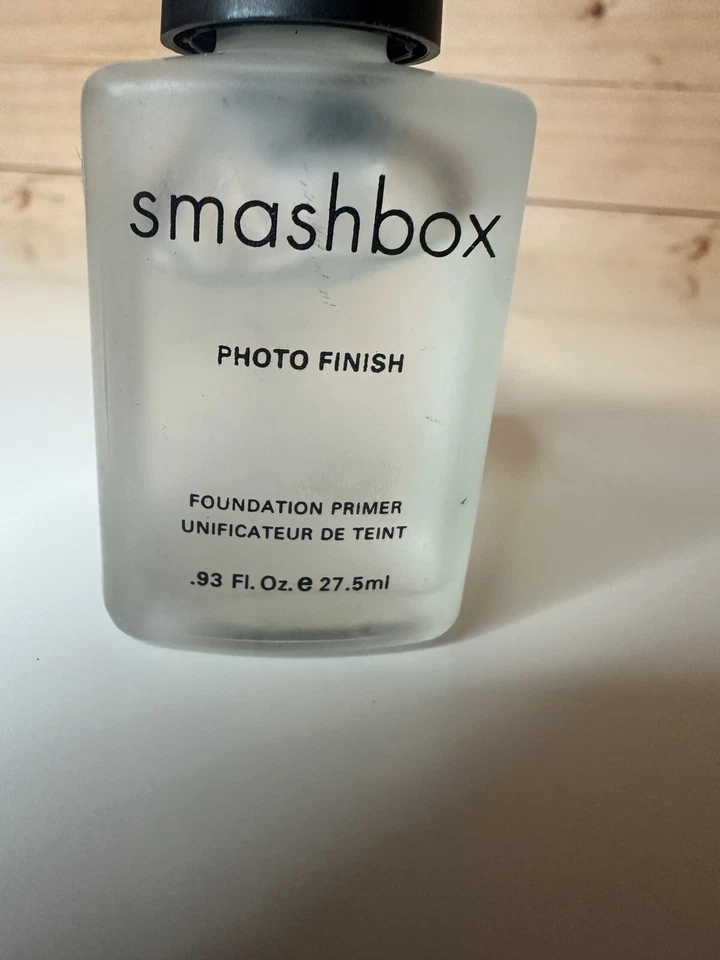 smashbox
PHOTO FINISH
FOUNDATION PRIMER
UNIFICATEUR DE TEINT
.93 Fl. Oz. e 27.5ml